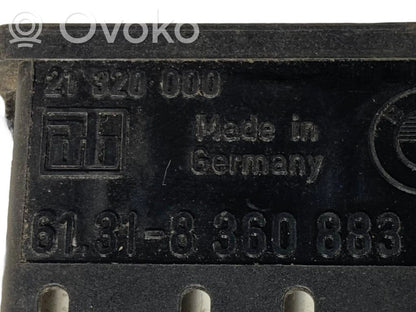 © Ovoko
21 320 000
Made in
Germany
61.31-8 360 883